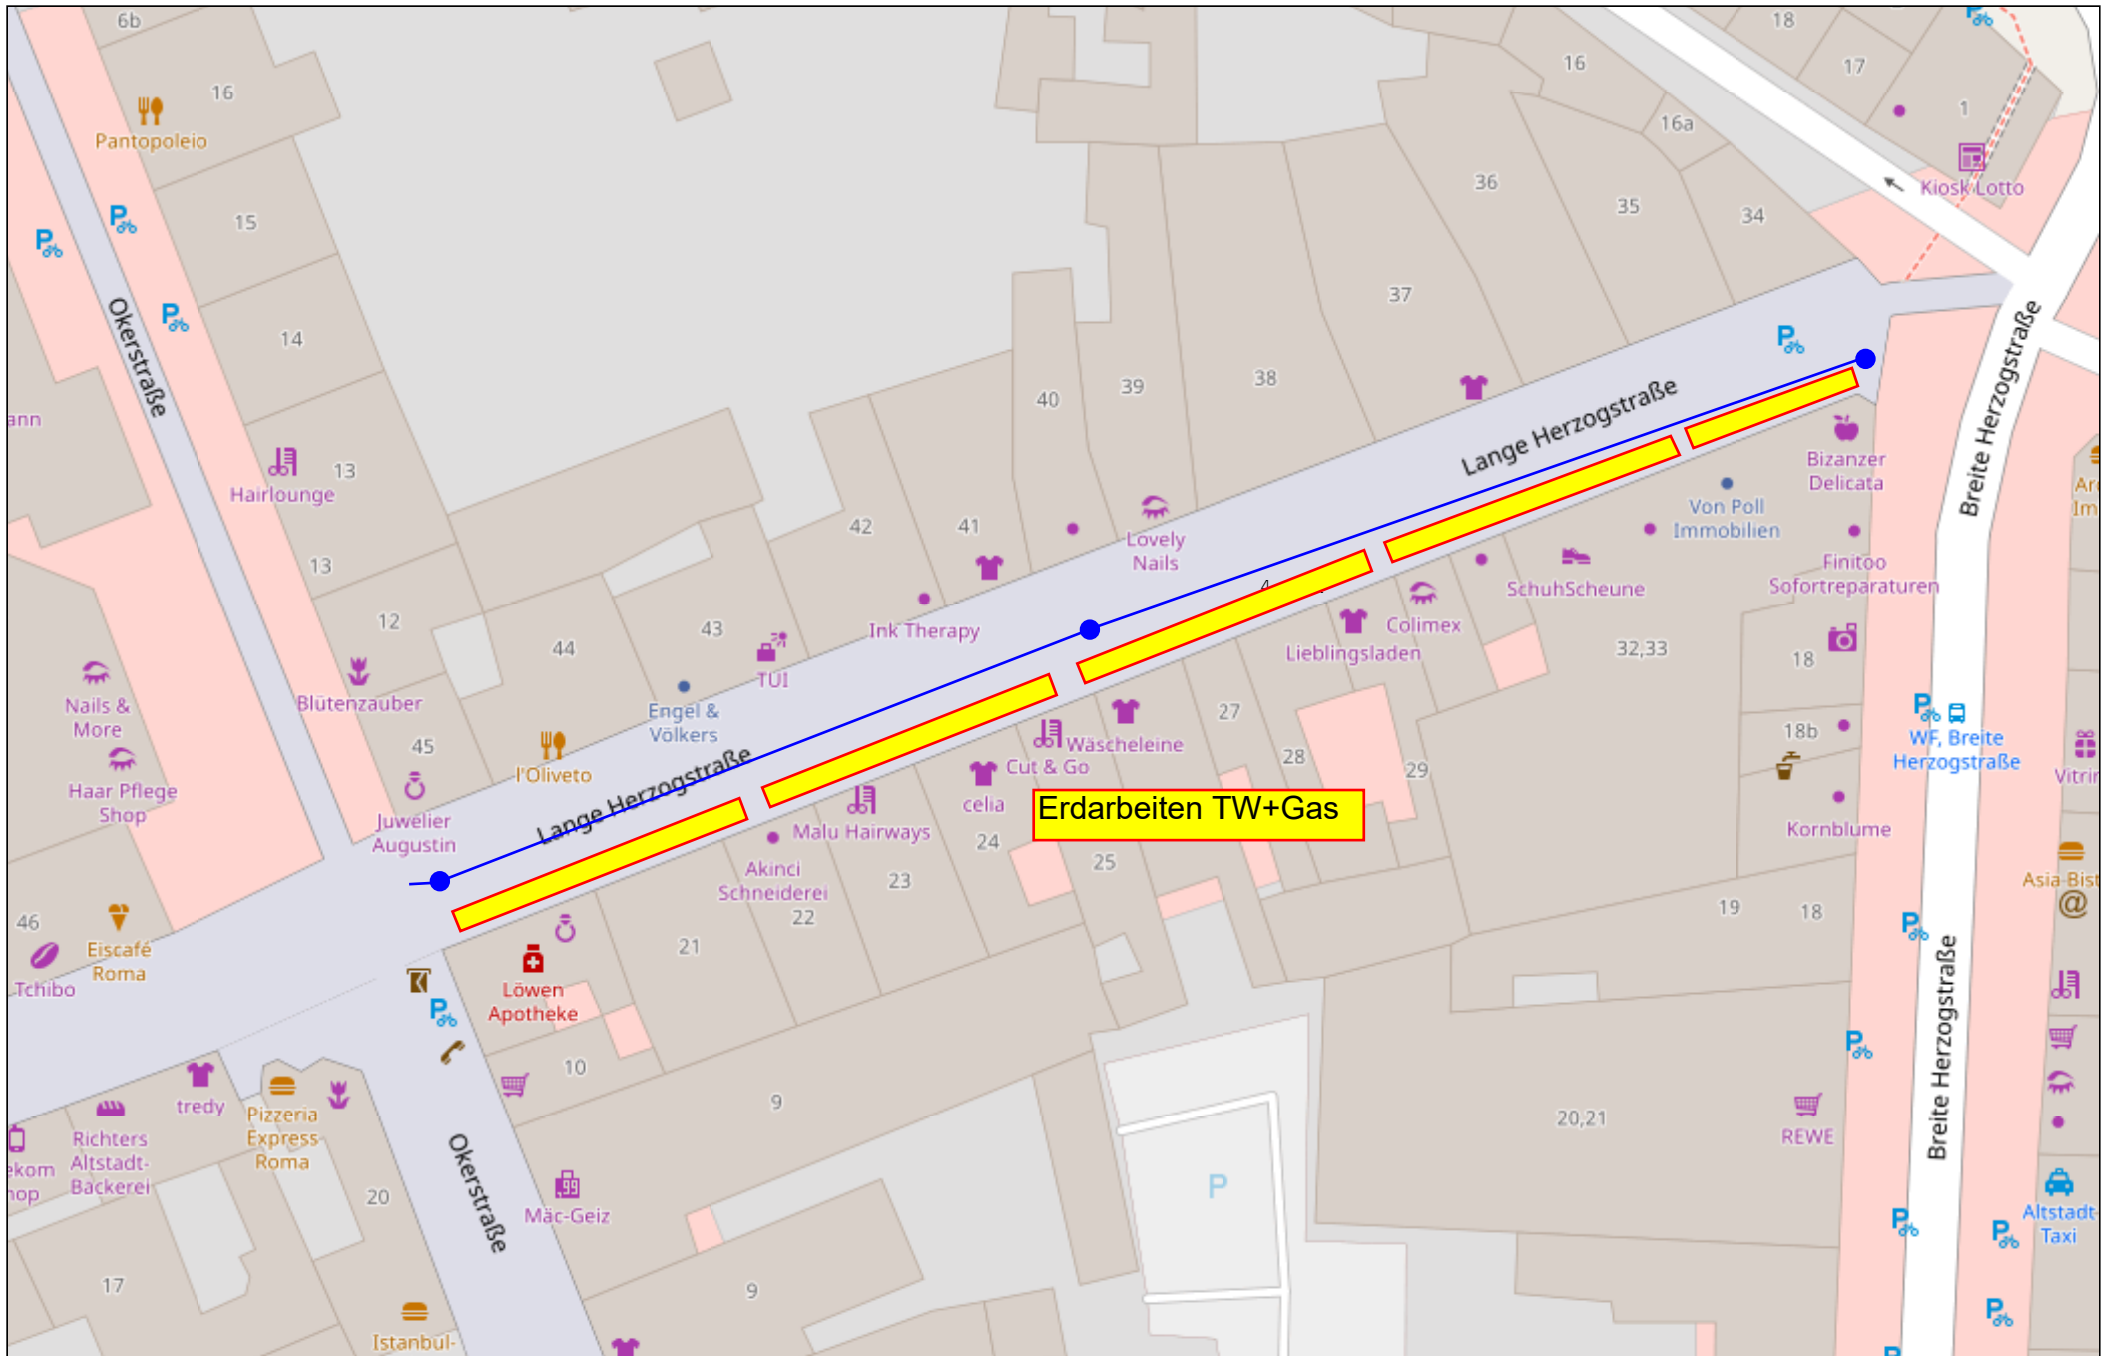 6b
16
Pantopoleio
15
14
Okerstraße
ann
13
Hairlounge
13
12
Blütenzauber
45
Nails &
More
Haar Pflege
Shop
Juwelier
Augustin
46
Eiscafé
Roma
Tchibo
44
43
l'Oliveto
Engel &
Völkers
TUI
42
41
40
39
38
37
36
35
34
16
16a
18
17
1
Kiosk Lotto
Ink Therapy
Lovely
Nails
Lange Herzogstraße
Lange Herzogstraße
Breite Herzogstraße
Bizanzer
Delicata
Von Poll
Immobilien
Finitoo
Sofortreparaturen
SchuhScheune
Colimex
Lieblingsladen
32,33
18
18b
WF, Breite
Herzogstraße
Kornblume
27
28
29
Wäscheleine
Cut & Go
celia
Erdarbeiten TW+Gas
Malu Hairways
Akinci
Schneiderei
24
25
23
22
21
19
18
Löwen
Apotheke
10
9
9
Mäc-Geiz
Okerstraße
tredy
Pizzeria
Express
Roma
Richters
Altstadt-
Bäckerei
ekom
hop
20
17
Istanbul-
P
20,21
REWE
Breite Herzogstraße
Arc
Im
Vitrin
Asia-Bist
@
Altstadt-
Taxi